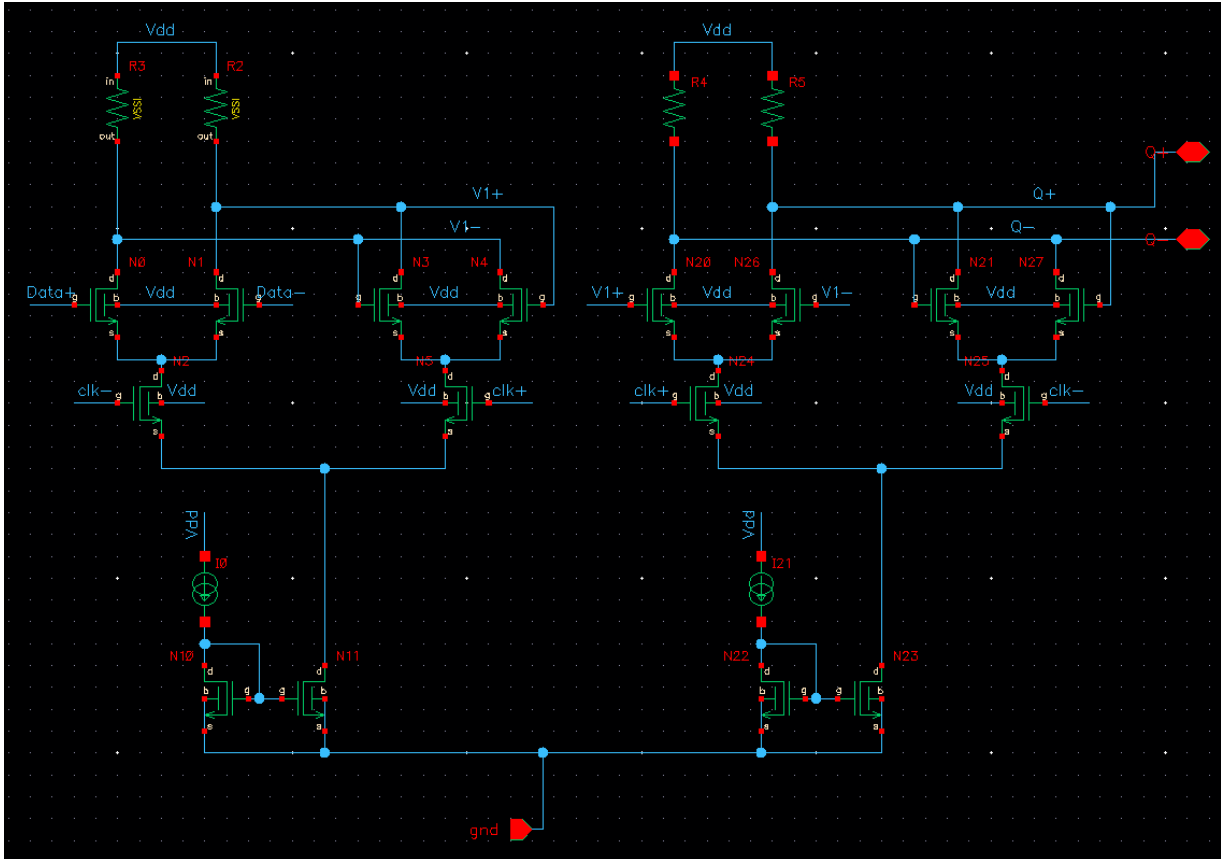 Vdd Vdd
R3 R2 R4 R5
in in
VSS! VSS!
out out
Q+
V1+ Q+
V1- Q- Q-
N0 N1 N3 N4 N20 N26 N21 N27
d d d d d d d d
Data+ g b Vdd g Data- g b Vdd g V1+ g b Vdd g V1- g b Vdd g
s s s s s s s s
N2 N5 N24 N25
d d d d
clk- g b Vdd Vdd b g clk+ clk+ g b Vdd Vdd b g clk-
s s s s
Vdd Vdd
I0 I21
N10 N11 N22 N23
d d d d
b g g b b g g b
s s s s
gnd